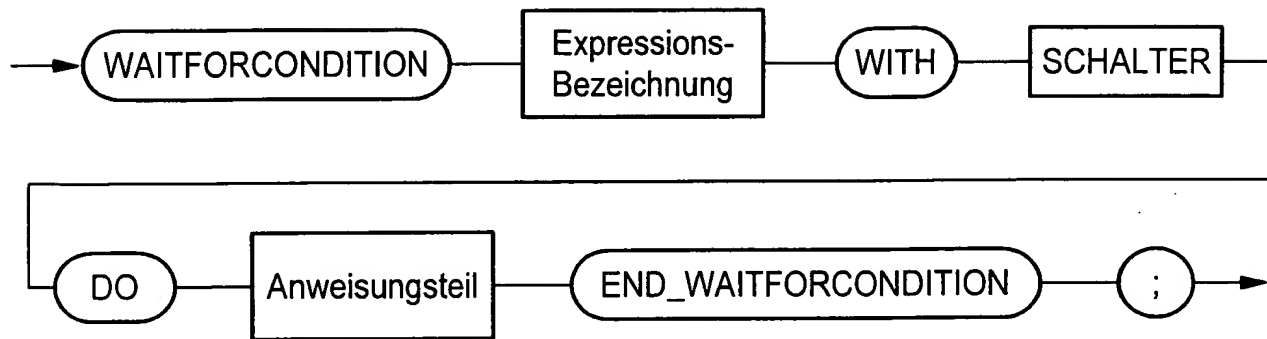 WAITFORCONDITION
Expressions-
Bezeichnung
WITH
SCHALTER
DO
Anweisungsteil
END_WAITFORCONDITION
;